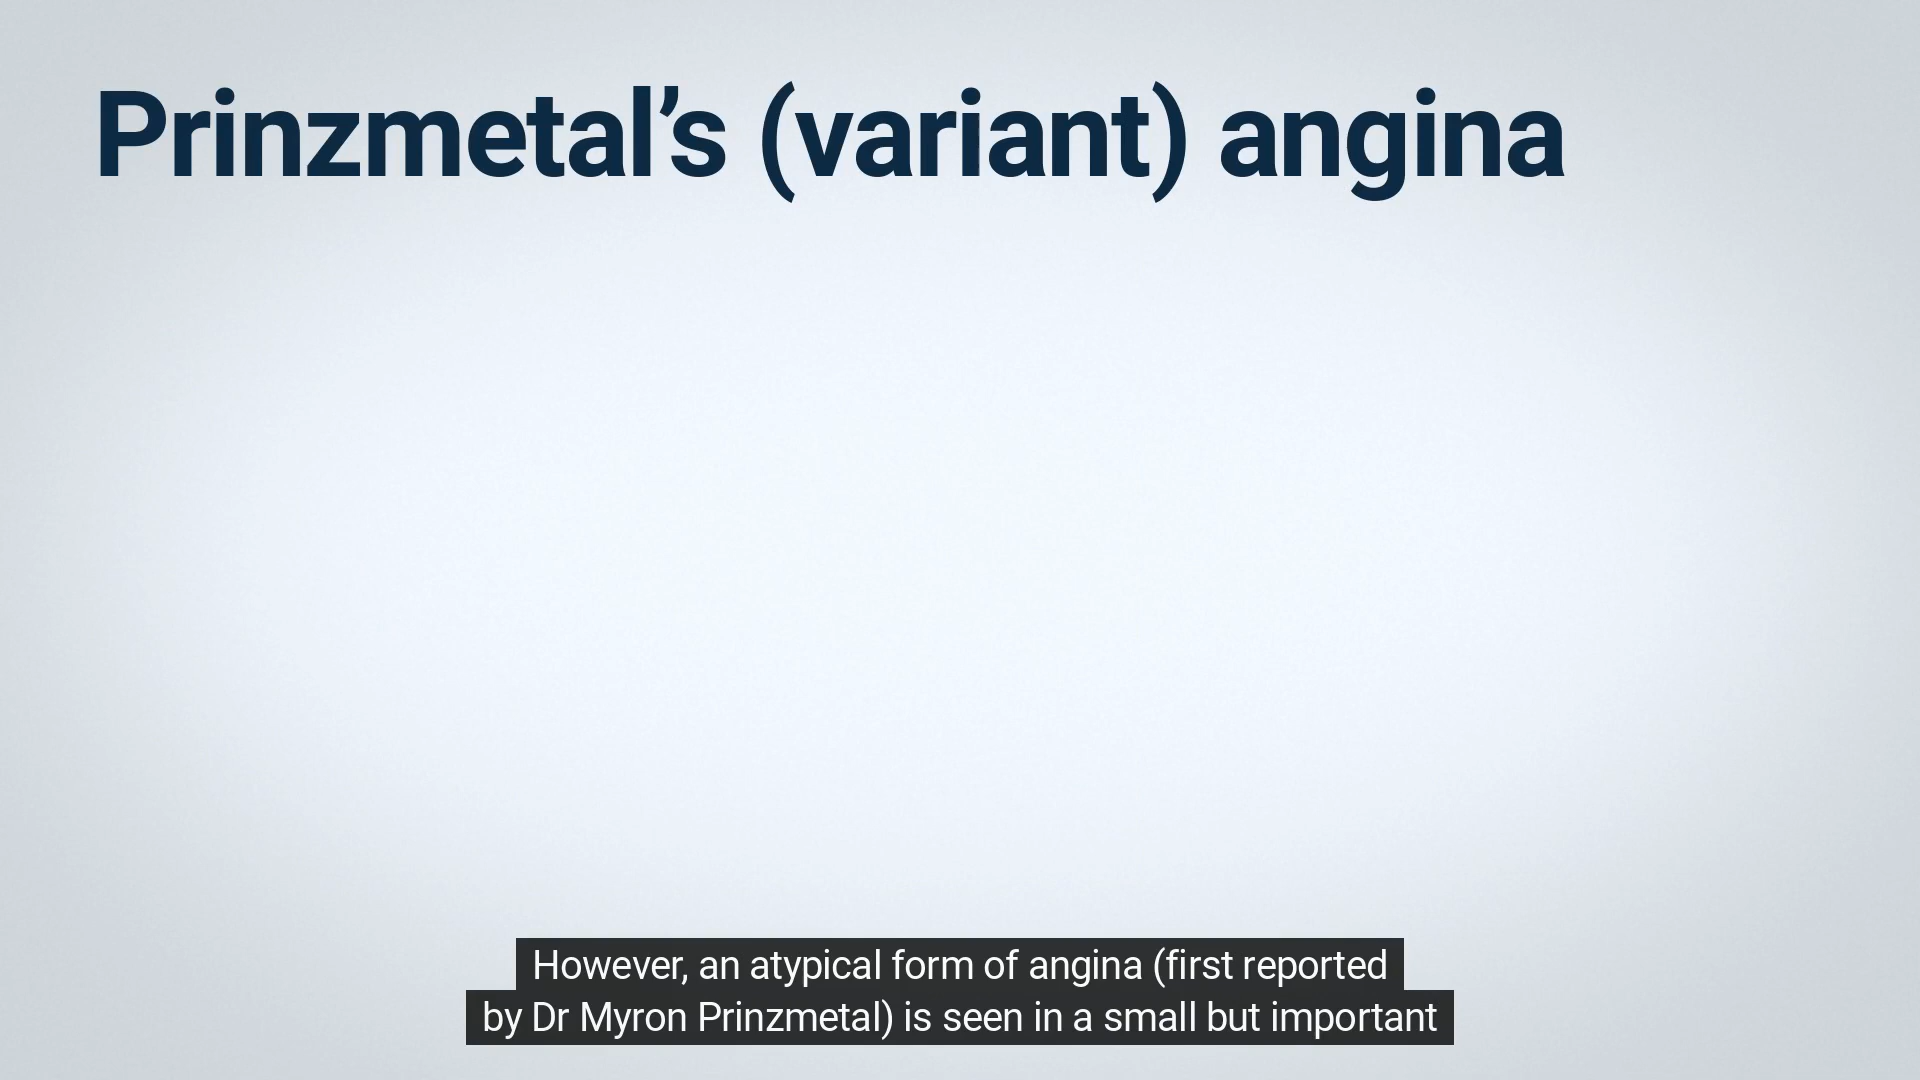 Prinzmetal’s (variant) angina
However, an atypical form of angina (first reported
by Dr Myron Prinzmetal) is seen in a small but important